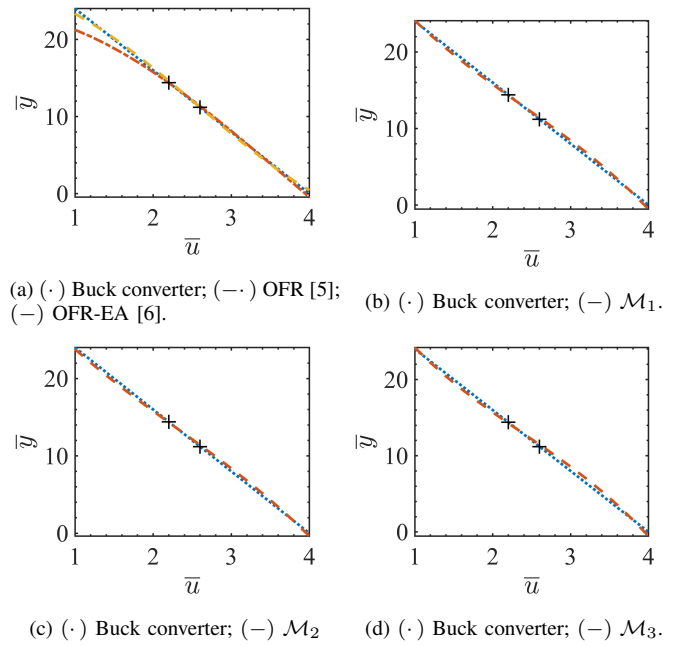 20
10
0
1 2 3 4
y̅
u̅
(a) (·) Buck converter; (−·) OFR [5];
(−) OFR-EA [6].
20
10
0
1 2 3 4
y̅
u̅
(b) (·) Buck converter; (−) ℳ₁.
20
10
0
1 2 3 4
y̅
u̅
(c) (·) Buck converter; (−) ℳ₂
20
10
0
1 2 3 4
y̅
u̅
(d) (·) Buck converter; (−) ℳ₃.